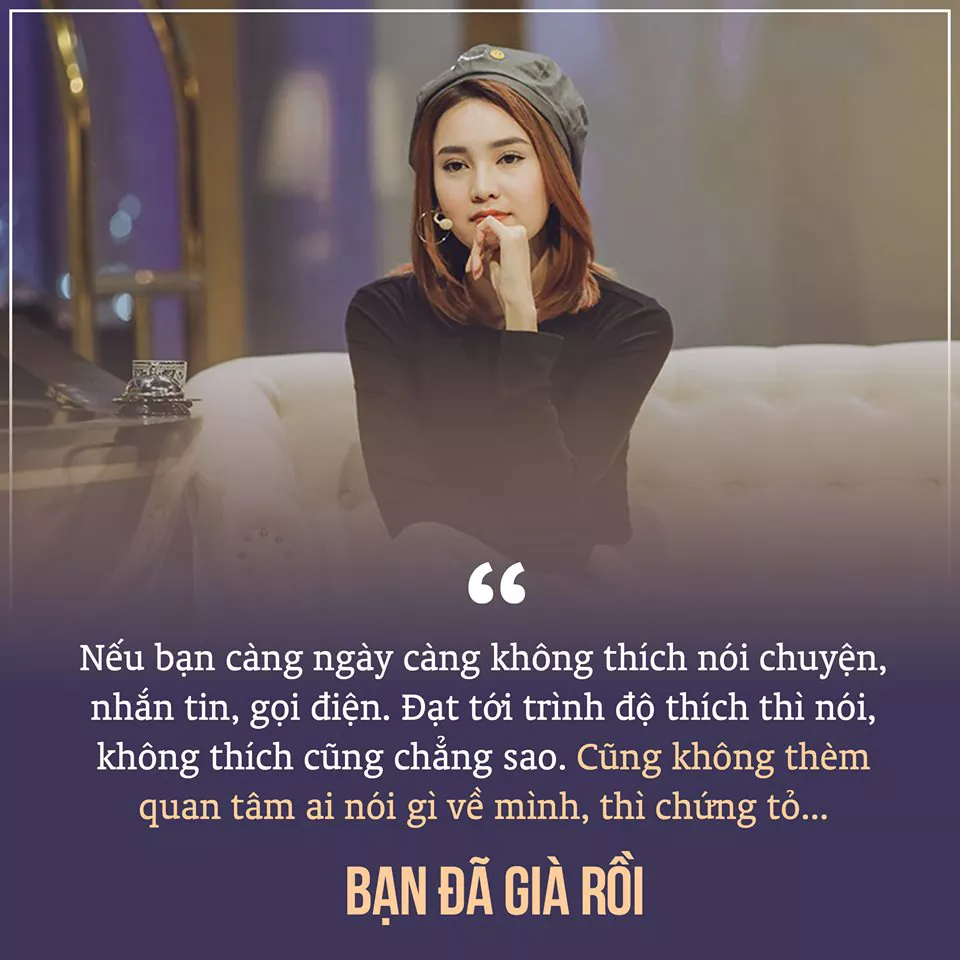 “
Nếu bạn càng ngày càng không thích nói chuyện,
nhắn tin, gọi điện. Đạt tới trình độ thích thì nói,
không thích cũng chẳng sao. Cũng không thèm
quan tâm ai nói gì về mình, thì chứng tỏ...
BẠN ĐÃ GIÀ RỒI